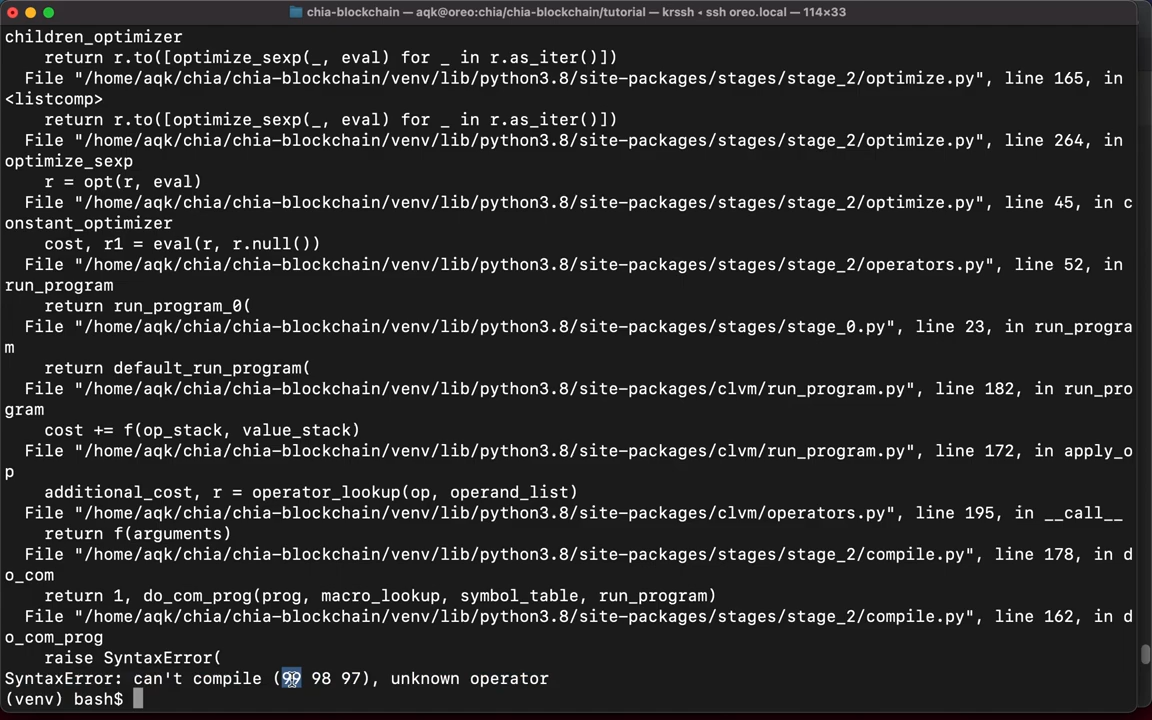 chia-blockchain — aqk@oreo:chia/chia-blockchain/tutorial — krssh ◂ ssh oreo.local — 114×33
children_optimizer
    return r.to([optimize_sexp(_, eval) for _ in r.as_iter()])
  File "/home/aqk/chia/chia-blockchain/venv/lib/python3.8/site-packages/stages/stage_2/optimize.py", line 165, in
<listcomp>
    return r.to([optimize_sexp(_, eval) for _ in r.as_iter()])
  File "/home/aqk/chia/chia-blockchain/venv/lib/python3.8/site-packages/stages/stage_2/optimize.py", line 264, in
optimize_sexp
    r = opt(r, eval)
  File "/home/aqk/chia/chia-blockchain/venv/lib/python3.8/site-packages/stages/stage_2/optimize.py", line 45, in c
onstant_optimizer
    cost, r1 = eval(r, r.null())
  File "/home/aqk/chia/chia-blockchain/venv/lib/python3.8/site-packages/stages/stage_2/operators.py", line 52, in
run_program
    return run_program_0(
  File "/home/aqk/chia/chia-blockchain/venv/lib/python3.8/site-packages/stages/stage_0.py", line 23, in run_progra
m
    return default_run_program(
  File "/home/aqk/chia/chia-blockchain/venv/lib/python3.8/site-packages/clvm/run_program.py", line 182, in run_pro
gram
    cost += f(op_stack, value_stack)
  File "/home/aqk/chia/chia-blockchain/venv/lib/python3.8/site-packages/clvm/run_program.py", line 172, in apply_o
p
    additional_cost, r = operator_lookup(op, operand_list)
  File "/home/aqk/chia/chia-blockchain/venv/lib/python3.8/site-packages/clvm/operators.py", line 195, in __call__
    return f(arguments)
  File "/home/aqk/chia/chia-blockchain/venv/lib/python3.8/site-packages/stages/stage_2/compile.py", line 178, in d
o_com
    return 1, do_com_prog(prog, macro_lookup, symbol_table, run_program)
  File "/home/aqk/chia/chia-blockchain/venv/lib/python3.8/site-packages/stages/stage_2/compile.py", line 162, in d
o_com_prog
    raise SyntaxError(
SyntaxError: can't compile (99 98 97), unknown operator
(venv) bash$